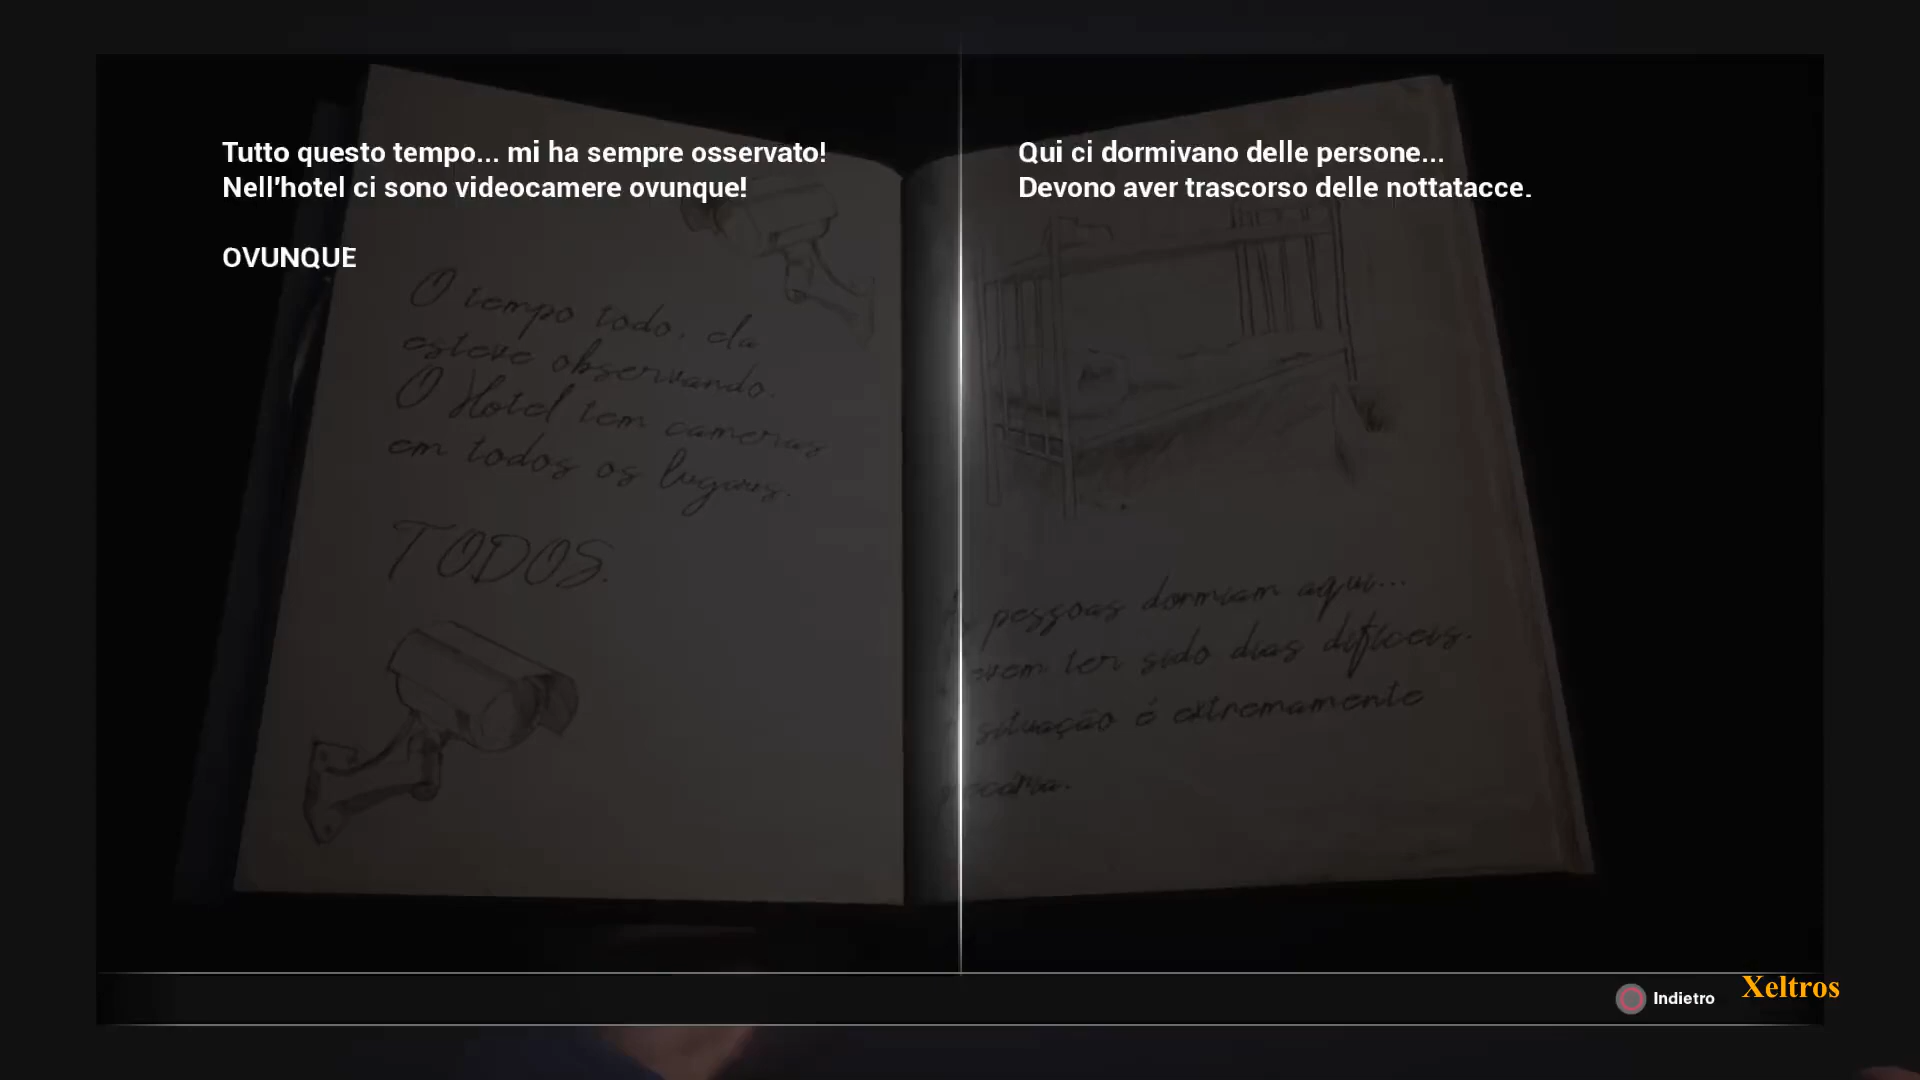 Tutto questo tempo... mi ha sempre osservato!
Nell'hotel ci sono videocamere ovunque!
OVUNQUE
O tempo todo, ela
esteve observando.
O Hotel tem cameras
em todos os lugares.
TODOS.
Qui ci dormivano delle persone...
Devono aver trascorso delle nottatacce.
pessoas dormiam aqui...
ter sido dias difíceis.
situação é extremamente
Indietro
Xeltros